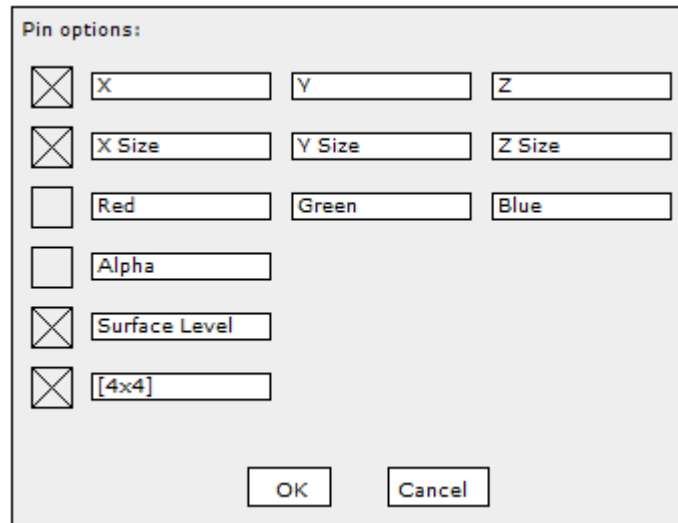 Pin options:
X Y Z
X Size Y Size Z Size
Red Green Blue
Alpha
Surface Level
[4x4]
OK Cancel